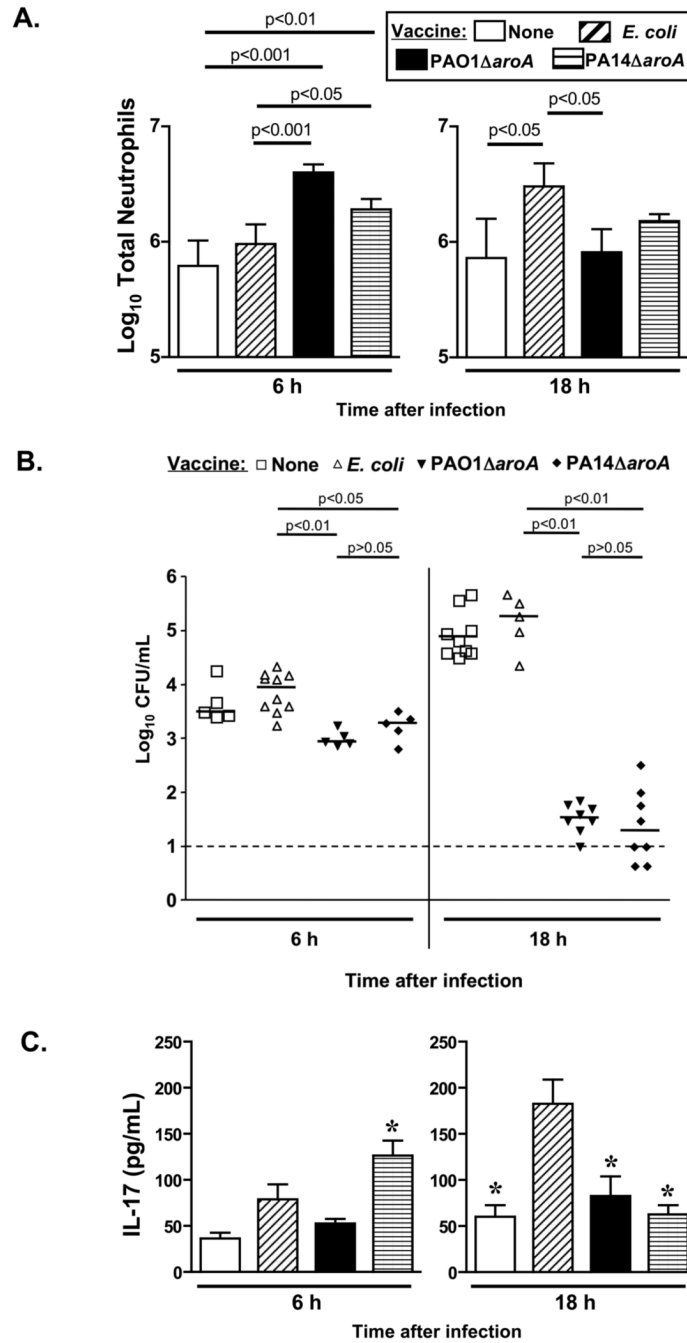 A.
Vaccine: None E. coli
PAO1ΔaroA PA14ΔaroA
p<0.01
p<0.001
p<0.05
p<0.001
p<0.05
p<0.05
Log10 Total Neutrophils
7
6
5
7
6
5
6 h
18 h
Time after infection
B.
Vaccine: None E. coli PAO1ΔaroA PA14ΔaroA
p<0.05
p<0.01
p>0.05
p<0.01
p<0.01
p>0.05
Log10 CFU/mL
6
5
4
3
2
1
0
6 h
18 h
Time after infection
C.
IL-17 (pg/mL)
250
200
150
100
50
0
*
250
200
150
100
50
0
* * *
6 h
18 h
Time after infection